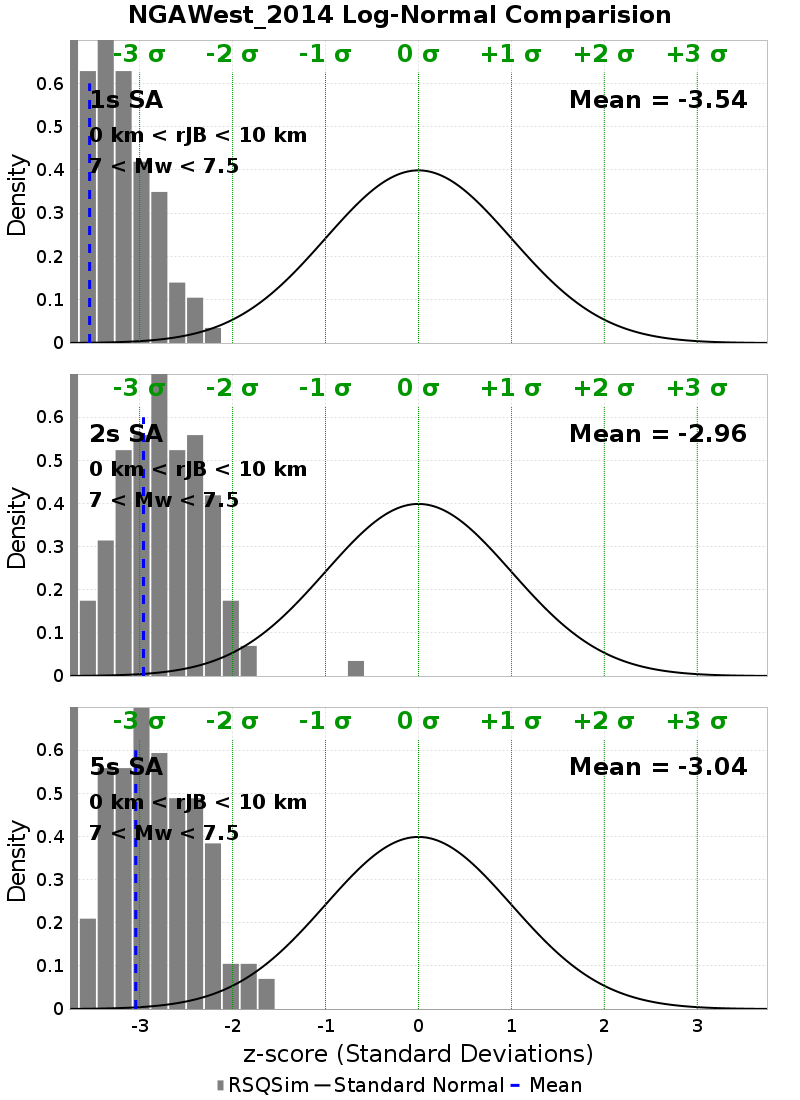 NGAWest_2014 Log-Normal Comparision
-3 σ -2 σ -1 σ 0 σ +1 σ +2 σ +3 σ
1s SA Mean = -3.54
0 km < rJB < 10 km
7 < Mw < 7.5
Density
0.6
0.5
0.4
0.3
0.2
0.1
0
-3 σ -2 σ -1 σ 0 σ +1 σ +2 σ +3 σ
2s SA Mean = -2.96
0 km < rJB < 10 km
7 < Mw < 7.5
Density
0.6
0.5
0.4
0.3
0.2
0.1
0
-3 σ -2 σ -1 σ 0 σ +1 σ +2 σ +3 σ
5s SA Mean = -3.04
0 km < rJB < 10 km
7 < Mw < 7.5
Density
0.6
0.5
0.4
0.3
0.2
0.1
0
-3 -2 -1 0 1 2 3
z-score (Standard Deviations)
RSQSim Standard Normal Mean